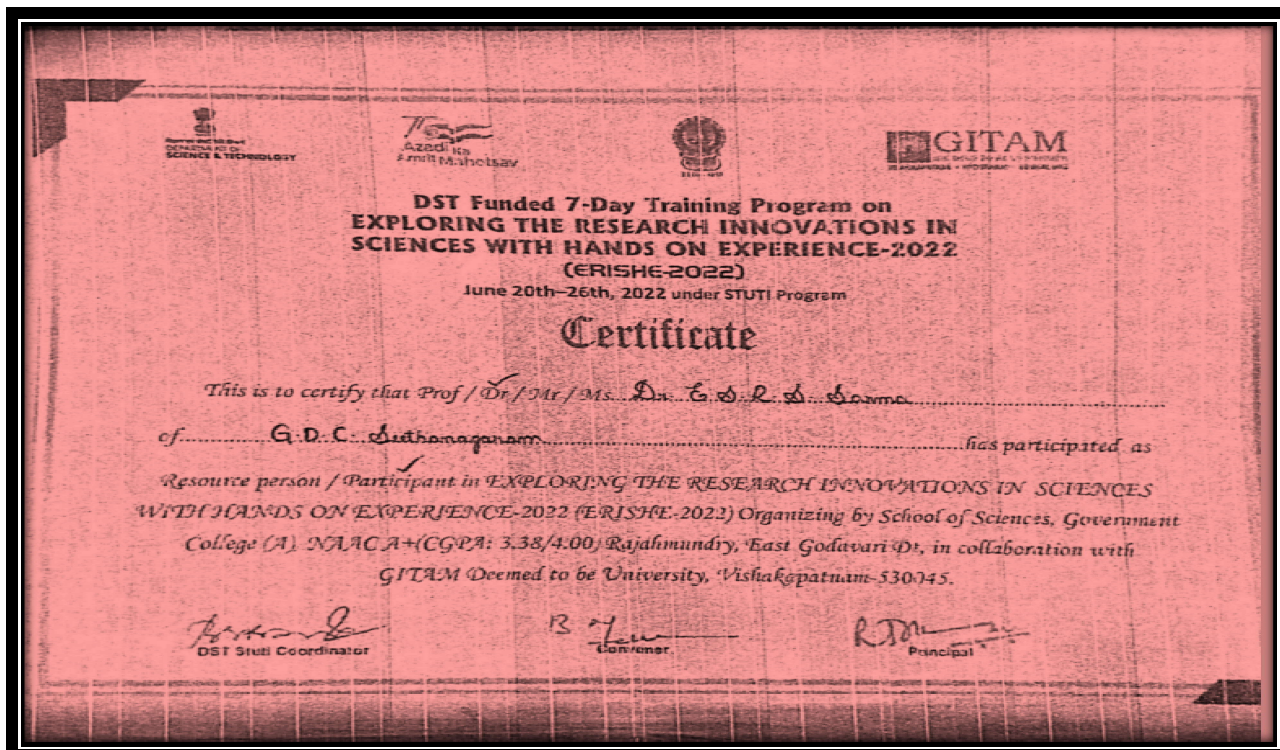 DEPARTMENT OF
SCIENCE & TECHNOLOGY
Azadi Ka
Amrit Mahotsav
GITAM
DST Funded 7-Day Training Program on
EXPLORING THE RESEARCH INNOVATIONS IN
SCIENCES WITH HANDS ON EXPERIENCE-2022
(ERISHE-2022)
June 20th-26th, 2022 under STUTI Program
Certificate
This is to certify that Prof / Dr / Mr / Ms. Dr. E S. R. S. Sarma
of G.D.C. Seethanagaram has participated as
Resource person / Participant in EXPLORING THE RESEARCH INNOVATIONS IN SCIENCES
WITH HANDS ON EXPERIENCE-2022 (ERISHE-2022) Organizing by School of Sciences, Government
College (A) NAAC A+(CGPA: 3.38/4.00) Rajahmundry, East Godavari Dt, in collaboration with
GITAM Deemed to be University, Vishakapatnam-530045.
DST Stuti Coordinator
Convenor
Principal